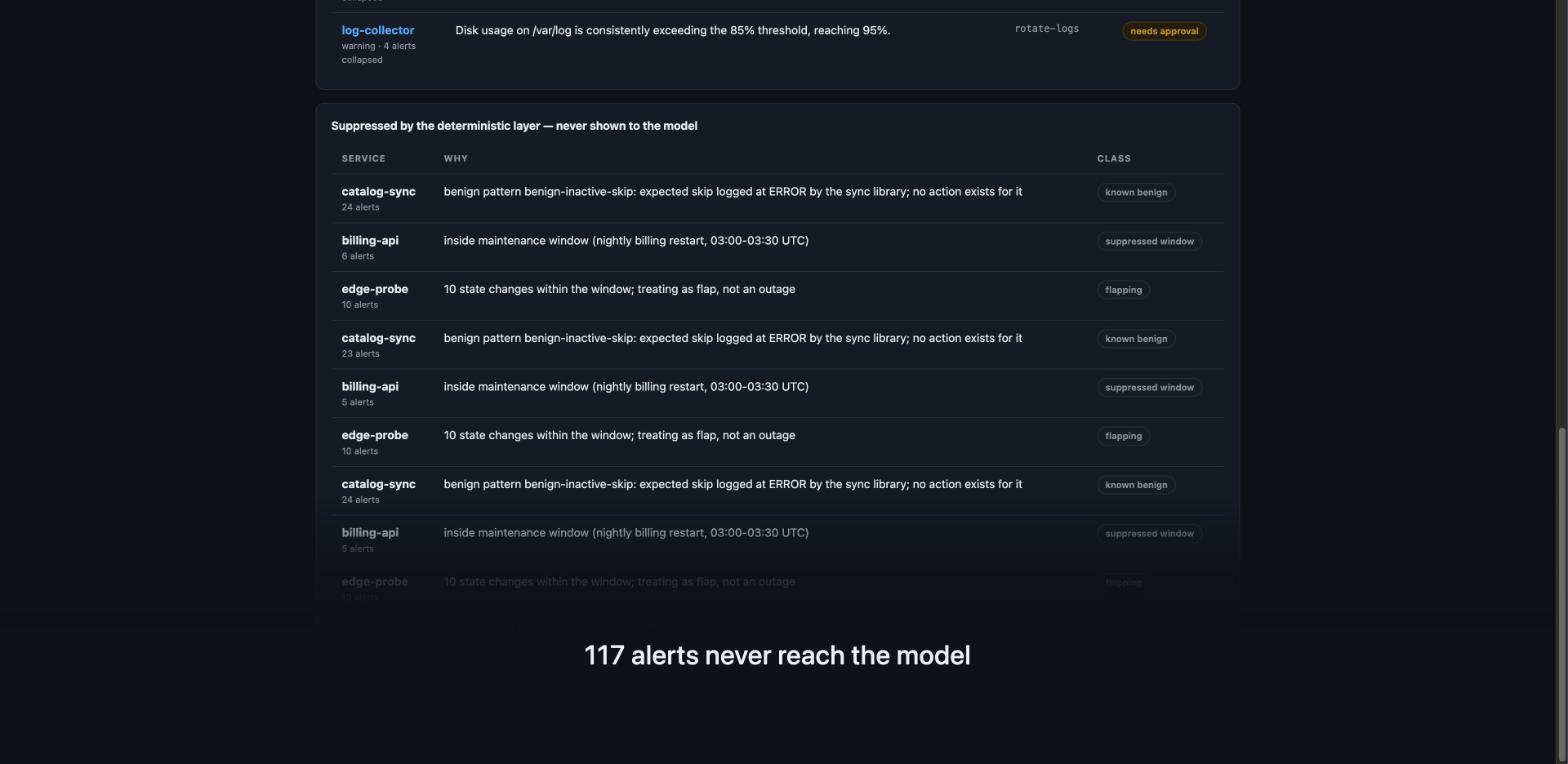 collapsed
log-collector Disk usage on /var/log is consistently exceeding the 85% threshold, reaching 95%. rotate-logs needs approval
warning · 4 alerts
collapsed
Suppressed by the deterministic layer — never shown to the model
SERVICE WHY CLASS
catalog-sync benign pattern benign-inactive-skip: expected skip logged at ERROR by the sync library; no action exists for it known benign
24 alerts
billing-api inside maintenance window (nightly billing restart, 03:00-03:30 UTC) suppressed window
6 alerts
edge-probe 10 state changes within the window; treating as flap, not an outage flapping
10 alerts
catalog-sync benign pattern benign-inactive-skip: expected skip logged at ERROR by the sync library; no action exists for it known benign
23 alerts
billing-api inside maintenance window (nightly billing restart, 03:00-03:30 UTC) suppressed window
5 alerts
edge-probe 10 state changes within the window; treating as flap, not an outage flapping
10 alerts
catalog-sync benign pattern benign-inactive-skip: expected skip logged at ERROR by the sync library; no action exists for it known benign
24 alerts
billing-api inside maintenance window (nightly billing restart, 03:00-03:30 UTC) suppressed window
5 alerts
edge-probe 10 state changes within the window; treating as flap, not an outage flapping
10 alerts
117 alerts never reach the model